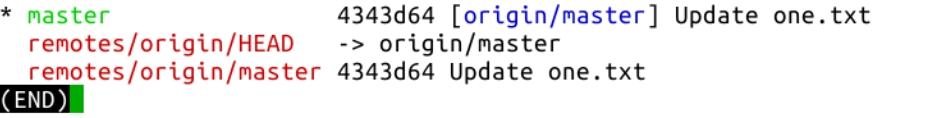 * master                4343d64 [origin/master] Update one.txt
  remotes/origin/HEAD   -> origin/master
  remotes/origin/master 4343d64 Update one.txt
(END)